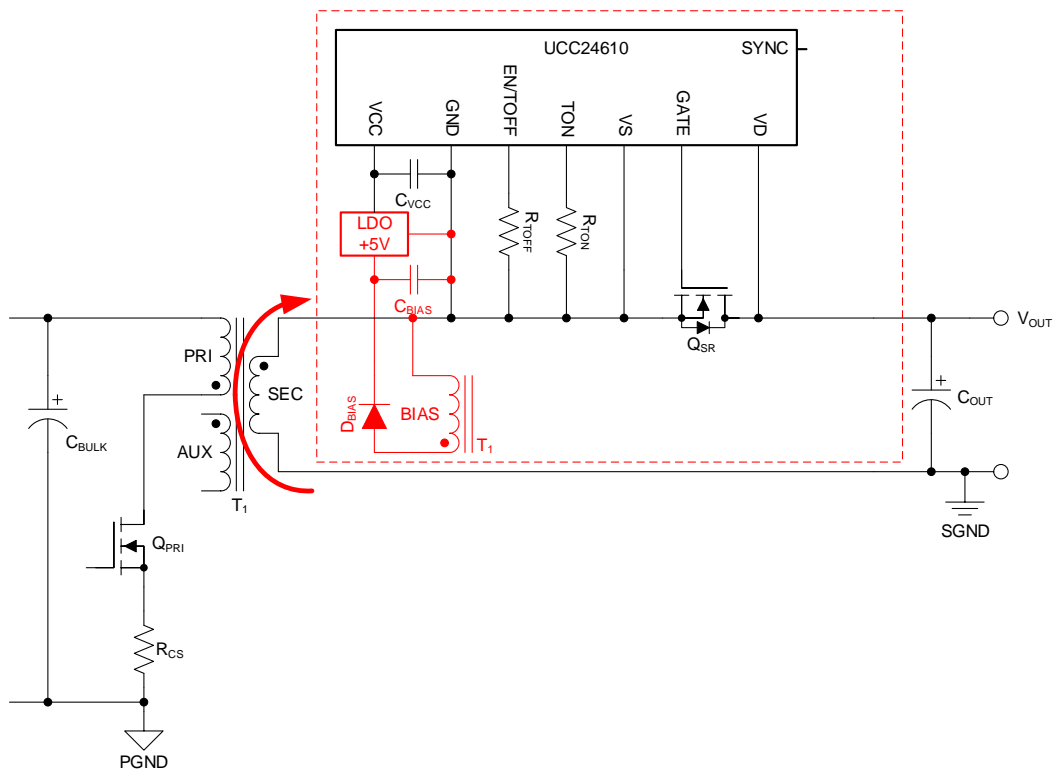 UCC24610
SYNC
VCC
GND
EN/TOFF
TON
VS
GATE
VD
CVCC
LDO
+5V
RTOFF
RTON
CBIAS
QSR
VOUT
PRI
SEC
DBIAS
BIAS
T1
COUT
CBULK
AUX
T1
SGND
QPRI
RCS
PGND